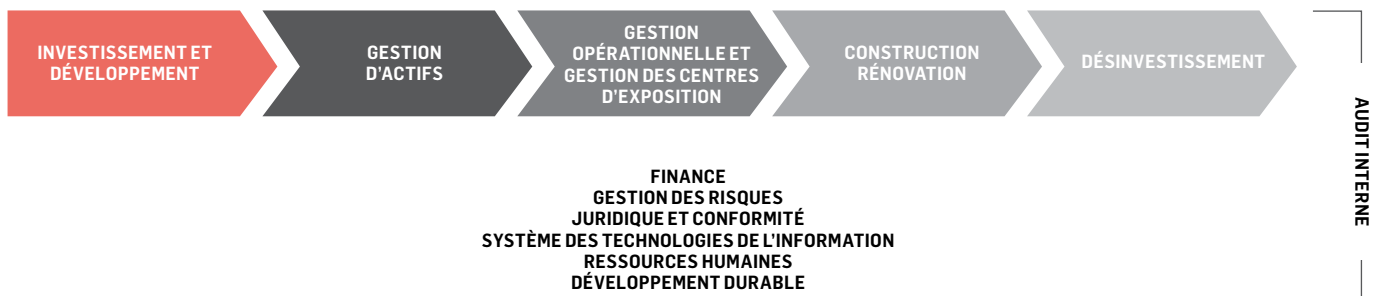 INVESTISSEMENT ET
DÉVELOPPEMENT
GESTION
D'ACTIFS
GESTION
OPÉRATIONNELLE ET
GESTION DES CENTRES
D'EXPOSITION
CONSTRUCTION
RÉNOVATION
DÉSINVESTISSEMENT
AUDIT INTERNE
FINANCE
GESTION DES RISQUES
JURIDIQUE ET CONFORMITÉ
SYSTÈME DES TECHNOLOGIES DE L'INFORMATION
RESSOURCES HUMAINES
DÉVELOPPEMENT DURABLE